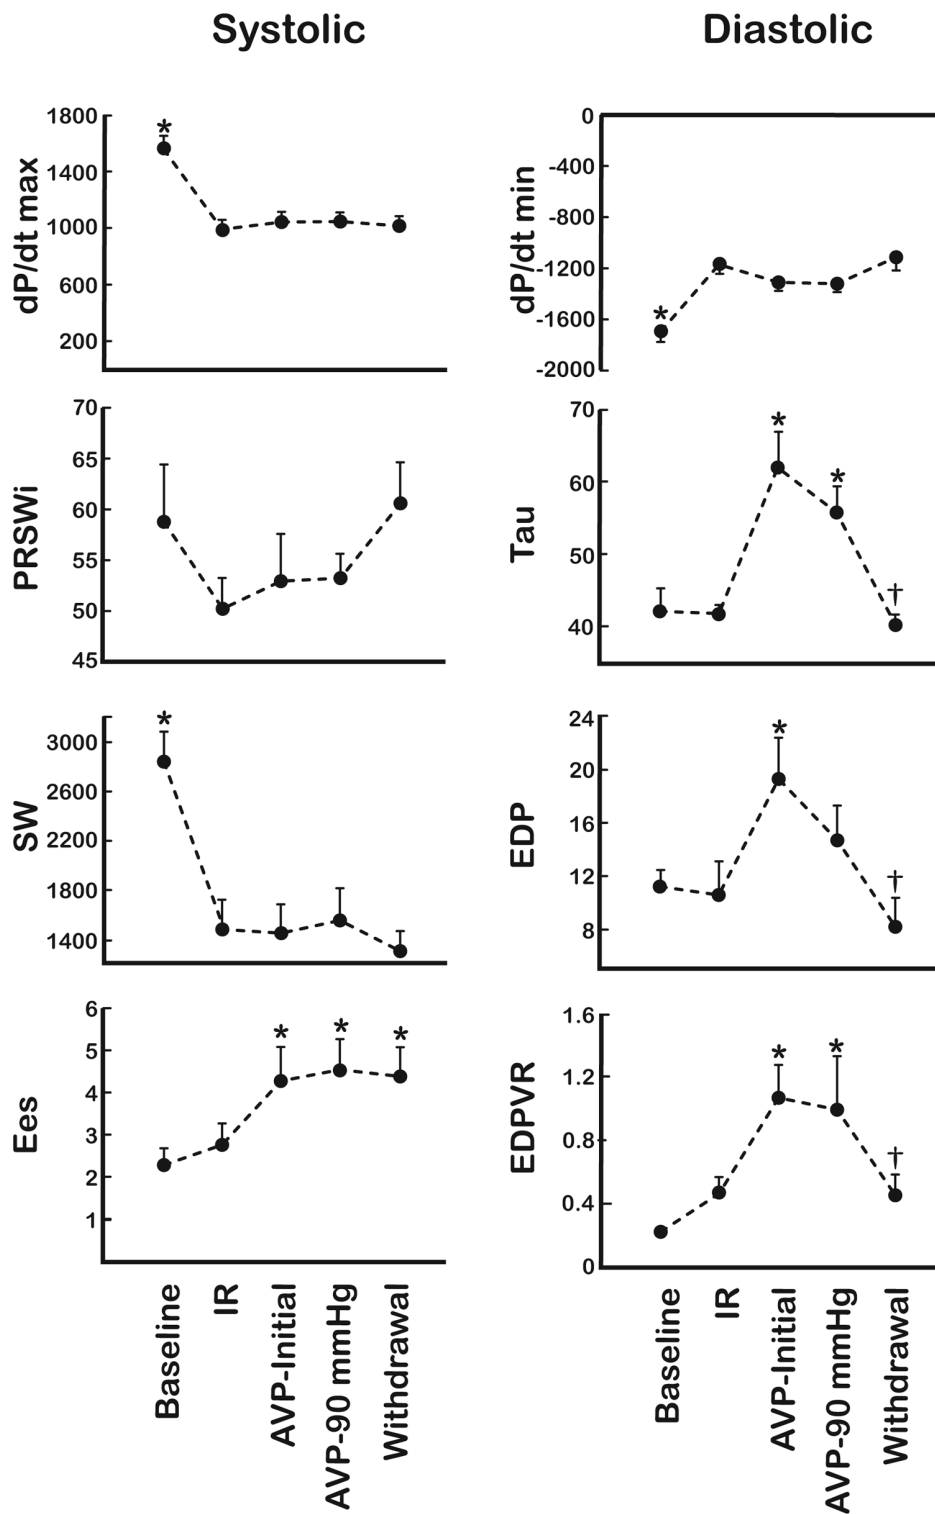 Systolic
Diastolic
dP/dt max
1800
*
1400
1000
600
200
dP/dt min
0
-400
-800
-1200
-1600
-2000
*
PRSWi
70
65
60
55
50
45
Tau
70
60
50
40
*
*
†
SW
3000
2600
2200
1800
1400
*
EDP
24
20
16
12
8
*
†
Ees
6
5
4
3
2
1
*
*
*
EDPVR
1.6
1.2
0.8
0.4
0
*
*
†
Baseline
IR
AVP-Initial
AVP-90 mmHg
Withdrawal
Baseline
IR
AVP-Initial
AVP-90 mmHg
Withdrawal